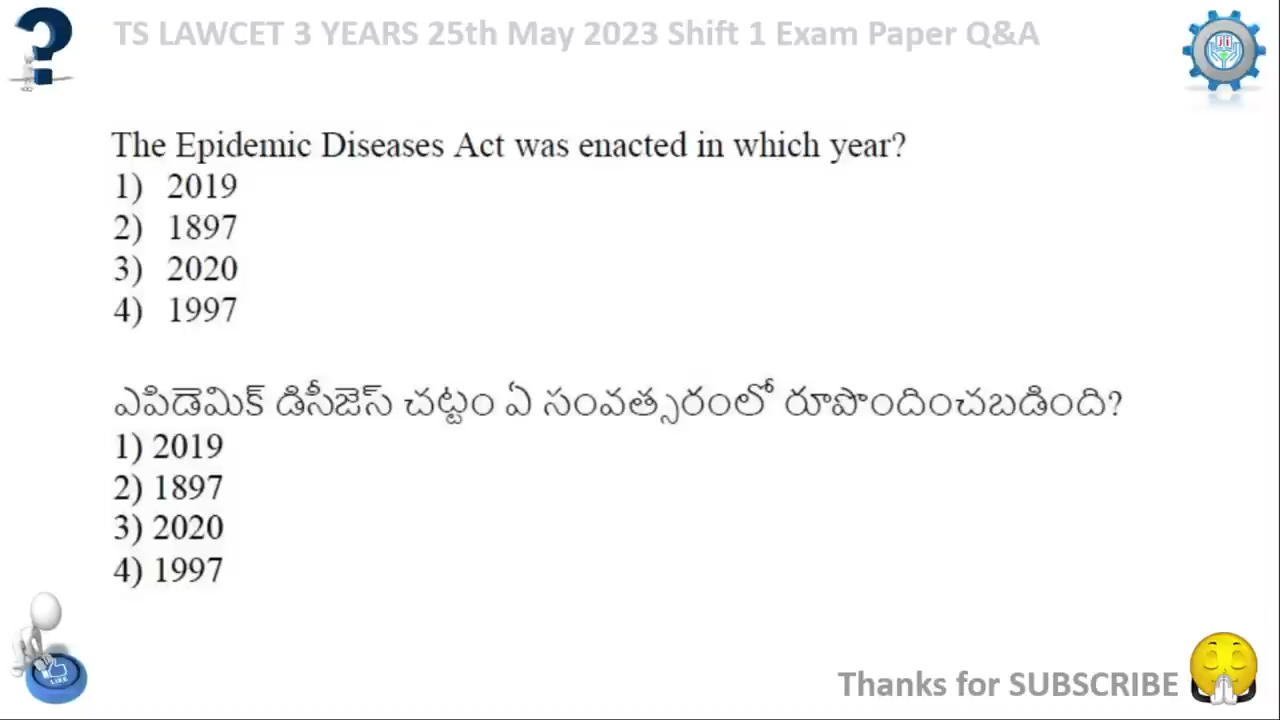 TS LAWCET 3 YEARS 25th May 2023 Shift 1 Exam Paper Q&A
The Epidemic Diseases Act was enacted in which year?
1) 2019
2) 1897
3) 2020
4) 1997
ఎపిడెమిక్ డిసీజెస్ చట్టం ఏ సంవత్సరంలో రూపొందించబడింది?
1) 2019
2) 1897
3) 2020
4) 1997
LIKE
Thanks for SUBSCRIBE